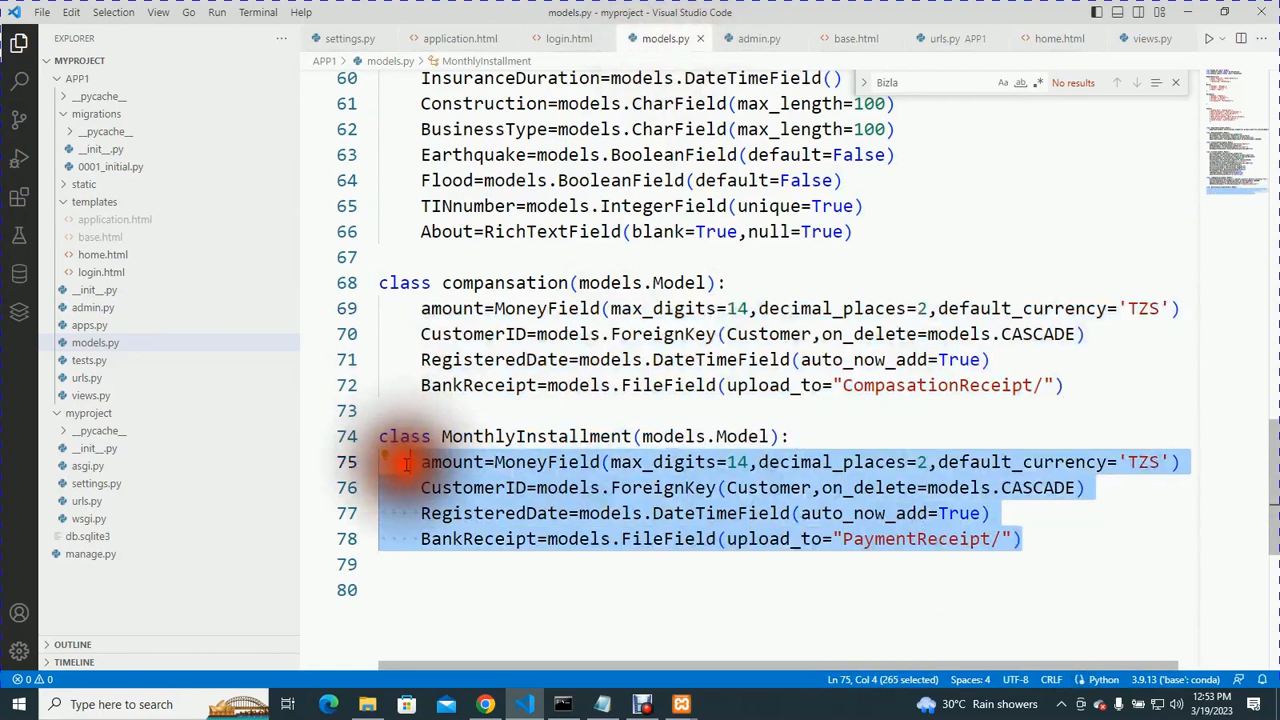 File Edit Selection View Go Run Terminal Help
models.py - myproject - Visual Studio Code
EXPLORER
settings.py application.html login.html models.py admin.py base.html urls.py APP1 home.html views.py
MYPROJECT
APP1 > models.py > MonthlyInstallment
Bizla Aa ab No results
APP1
__pycache__
migrations
__pycache__
__init__.py
0001_initial.py
static
templates
application.html
base.html
home.html
login.html
__init__.py
admin.py
apps.py
models.py
tests.py
urls.py
views.py
myproject
__pycache__
__init__.py
asgi.py
settings.py
urls.py
wsgi.py
db.sqlite3
manage.py
OUTLINE
TIMELINE
60 InsuranceDuration=models.DateTimeField()
61 Construction=models.CharField(max_length=100)
62 BusinessType=models.CharField(max_length=100)
63 Earthquake=models.BooleanField(default=False)
64 Flood=models.BooleanField(default=False)
65 TINnumber=models.IntegerField(unique=True)
66 About=RichTextField(blank=True,null=True)
67
68 class compansation(models.Model):
69 amount=MoneyField(max_digits=14,decimal_places=2,default_currency='TZS')
70 CustomerID=models.ForeignKey(Customer,on_delete=models.CASCADE)
71 RegisteredDate=models.DateTimeField(auto_now_add=True)
72 BankReceipt=models.FileField(upload_to="CompasationReceipt/")
73
74 class MonthlyInstallment(models.Model):
75 amount=MoneyField(max_digits=14,decimal_places=2,default_currency='TZS')
76 CustomerID=models.ForeignKey(Customer,on_delete=models.CASCADE)
77 RegisteredDate=models.DateTimeField(auto_now_add=True)
78 BankReceipt=models.FileField(upload_to="PaymentReceipt/")
79
80
0 0 Ln 75, Col 4 (265 selected) Spaces: 4 UTF-8 CRLF Python 3.9.13 ('base': conda)
Type here to search
30°C Rain showers
12:53 PM
3/19/2023